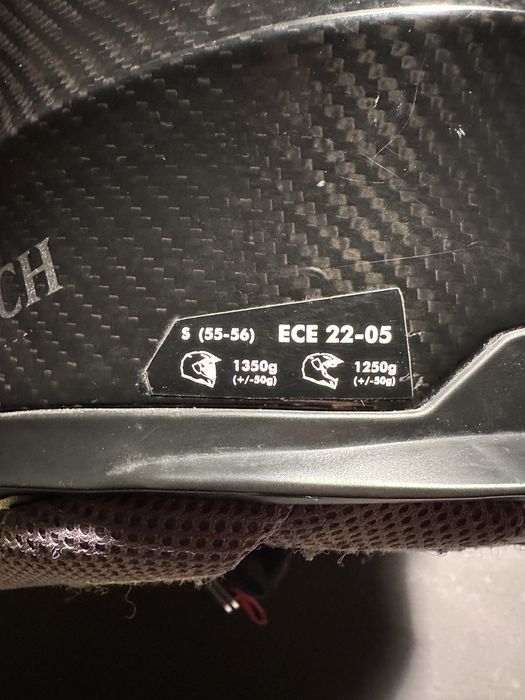 CH
S (55-56) ECE 22-05
1350g 1250g
(+/-50g) (+/-50g)